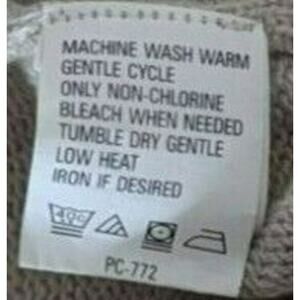 MACHINE WASH WARM
GENTLE CYCLE
ONLY NON-CHLORINE
BLEACH WHEN NEEDED
TUMBLE DRY GENTLE
LOW HEAT
IRON IF DESIRED
PC-772